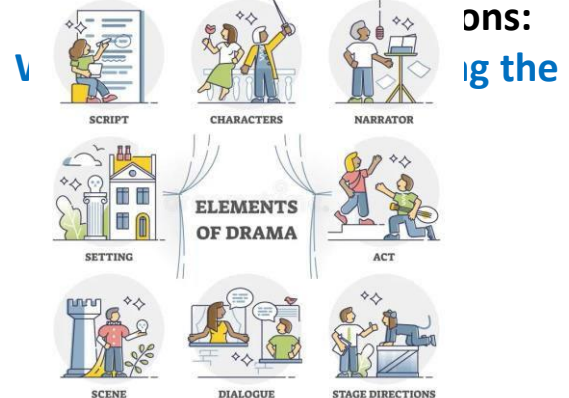 ons:
g the
SCRIPT
CHARACTERS
NARRATOR
ELEMENTS
OF DRAMA
SETTING
ACT
SCENE
DIALOGUE
STAGE DIRECTIONS